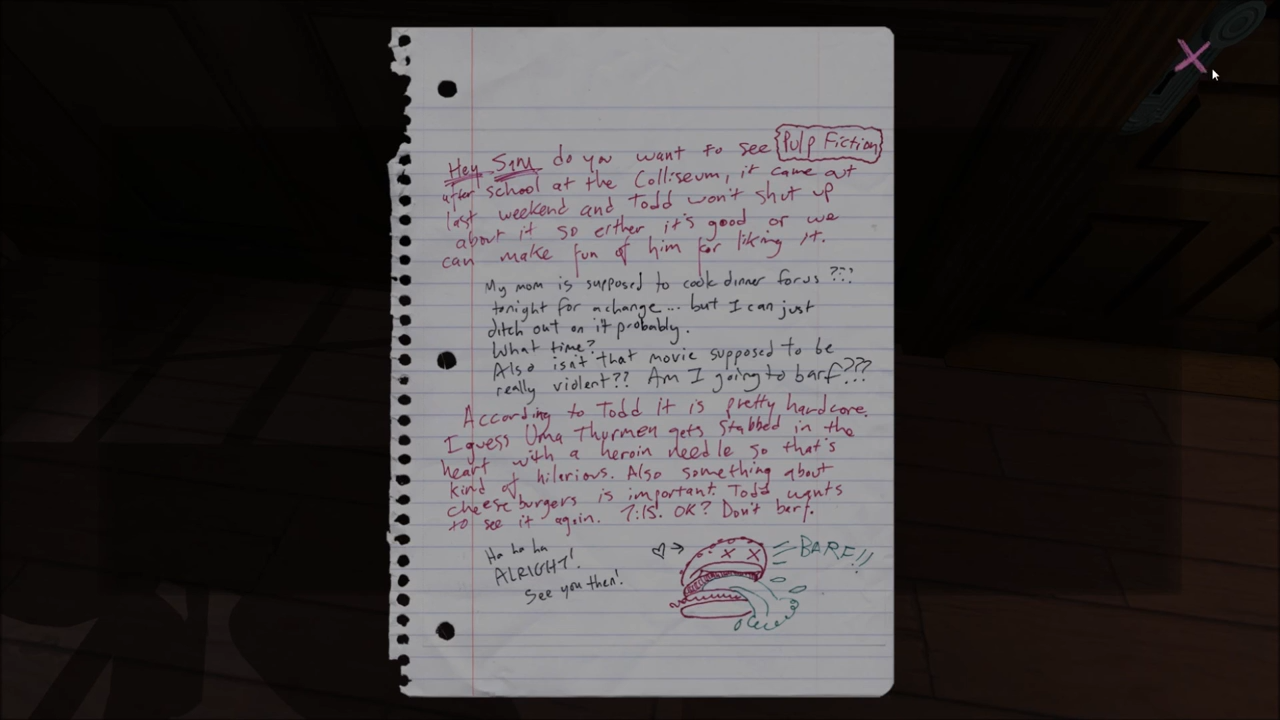 Hey Sam do you want to see Pulp Fiction
after school at the Colliseum, it came out
last weekend and Todd won't shut up
about it so either it's good or we
can make fun of him for liking it.
My mom is supposed to cook dinner for us ???
tonight for a change... but I can just
ditch out on it probably.
What time?
Also isn't that movie supposed to be
really violent?? Am I going to barf???
According to Todd it is pretty hardcore.
I guess Uma Thurmen gets stabbed in the
heart with a heroin needle so that's
kind of hilarious. Also something about
cheeseburgers is important. Todd wants
to see it again. 7:15. OK? Don't barf.
Ha ha ha
ALRIGHT!
See you then!
BARF!!